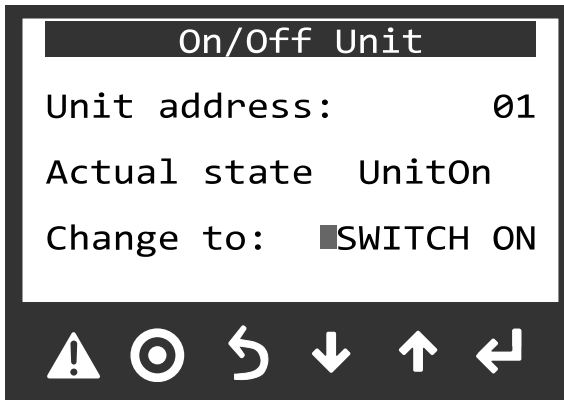 On/Off Unit
Unit address: 01
Actual state UnitOn
Change to: SWITCH ON